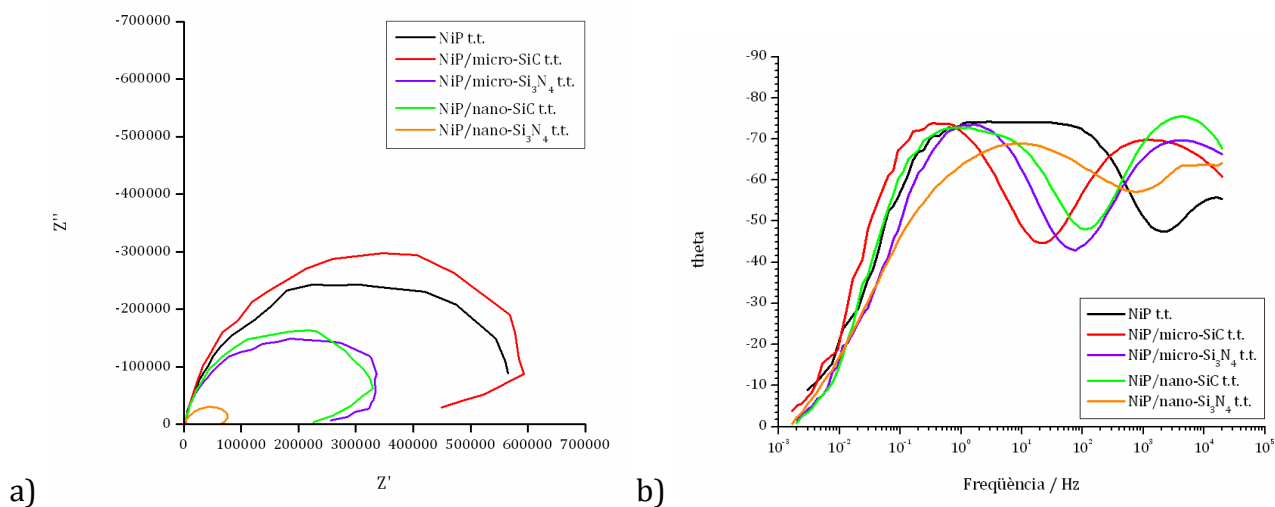 -700000
-600000
-500000
-400000
-300000
-200000
-100000
0
Z''
0 100000 200000 300000 400000 500000 600000 700000
Z'
NiP t.t.
NiP/micro-SiC t.t.
NiP/micro-Si₃N₄ t.t.
NiP/nano-SiC t.t.
NiP/nano-Si₃N₄ t.t.
a)
-90
-80
-70
-60
-50
-40
-30
-20
-10
0
theta
10⁻³ 10⁻² 10⁻¹ 10⁰ 10¹ 10² 10³ 10⁴ 10⁵
Freqüència / Hz
NiP t.t.
NiP/micro-SiC t.t.
NiP/micro-Si₃N₄ t.t.
NiP/nano-SiC t.t.
NiP/nano-Si₃N₄ t.t.
b)